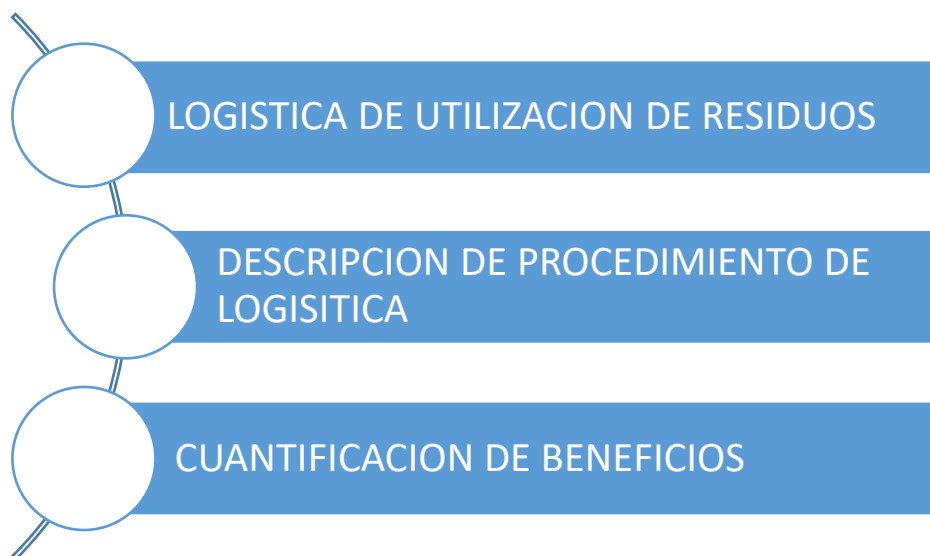 LOGISTICA DE UTILIZACION DE RESIDUOS
DESCRIPCION DE PROCEDIMIENTO DE
LOGISITICA
CUANTIFICACION DE BENEFICIOS